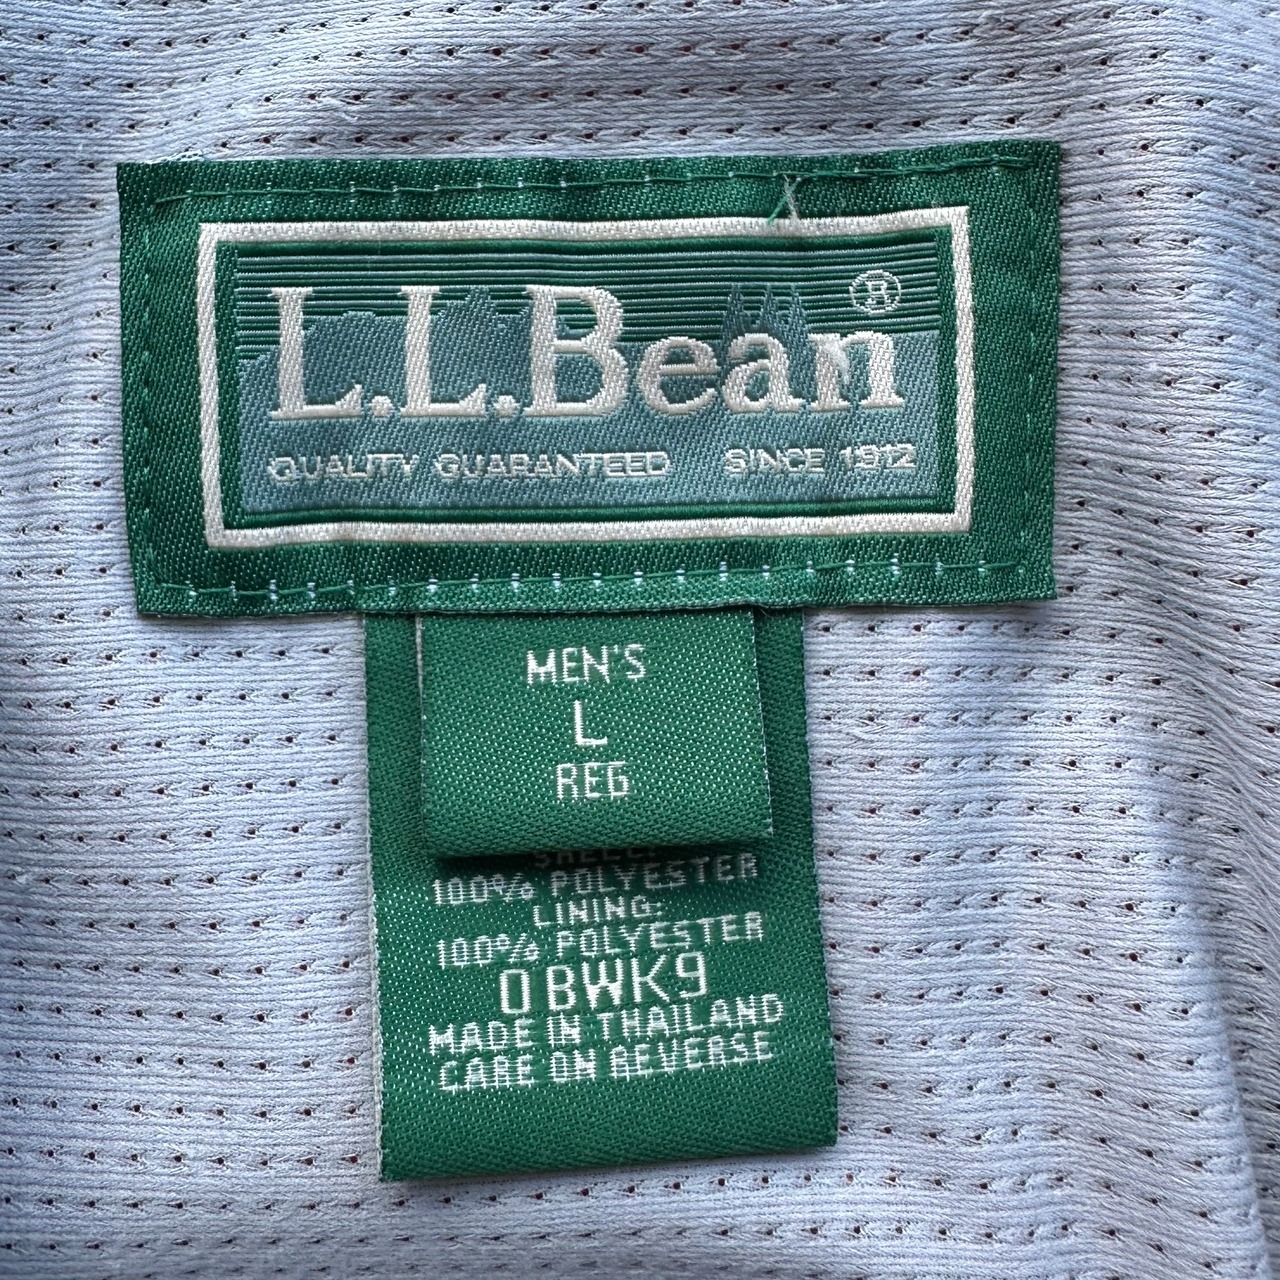 L.L.Bean®
QUALITY GUARANTEED SINCE 1912
MEN'S
L
REG
SHELL:
100% POLYESTER
LINING:
100% POLYESTER
0BWK9
MADE IN THAILAND
CARE ON REVERSE